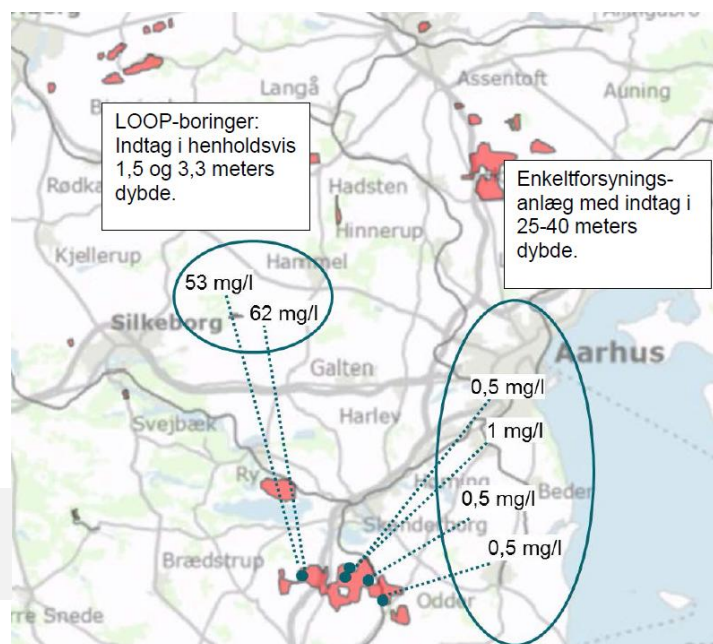 Langå
Assentoft
Auning
LOOP-boringer:
Indtag i henholdsvis
1,5 og 3,3 meters
dybde.
Enkeltforsynings-
anlæg med indtag i
25-40 meters
dybde.
Hadsten
Hinnerup
Kjellerup
Hammel
53 mg/l
62 mg/l
Silkeborg
Aarhus
Galten
0,5 mg/l
Svejbæk
Harlev
1 mg/l
Ry
Beder
0,5 mg/l
Skanderborg
0,5 mg/l
Brædstrup
Odder
rre Snede